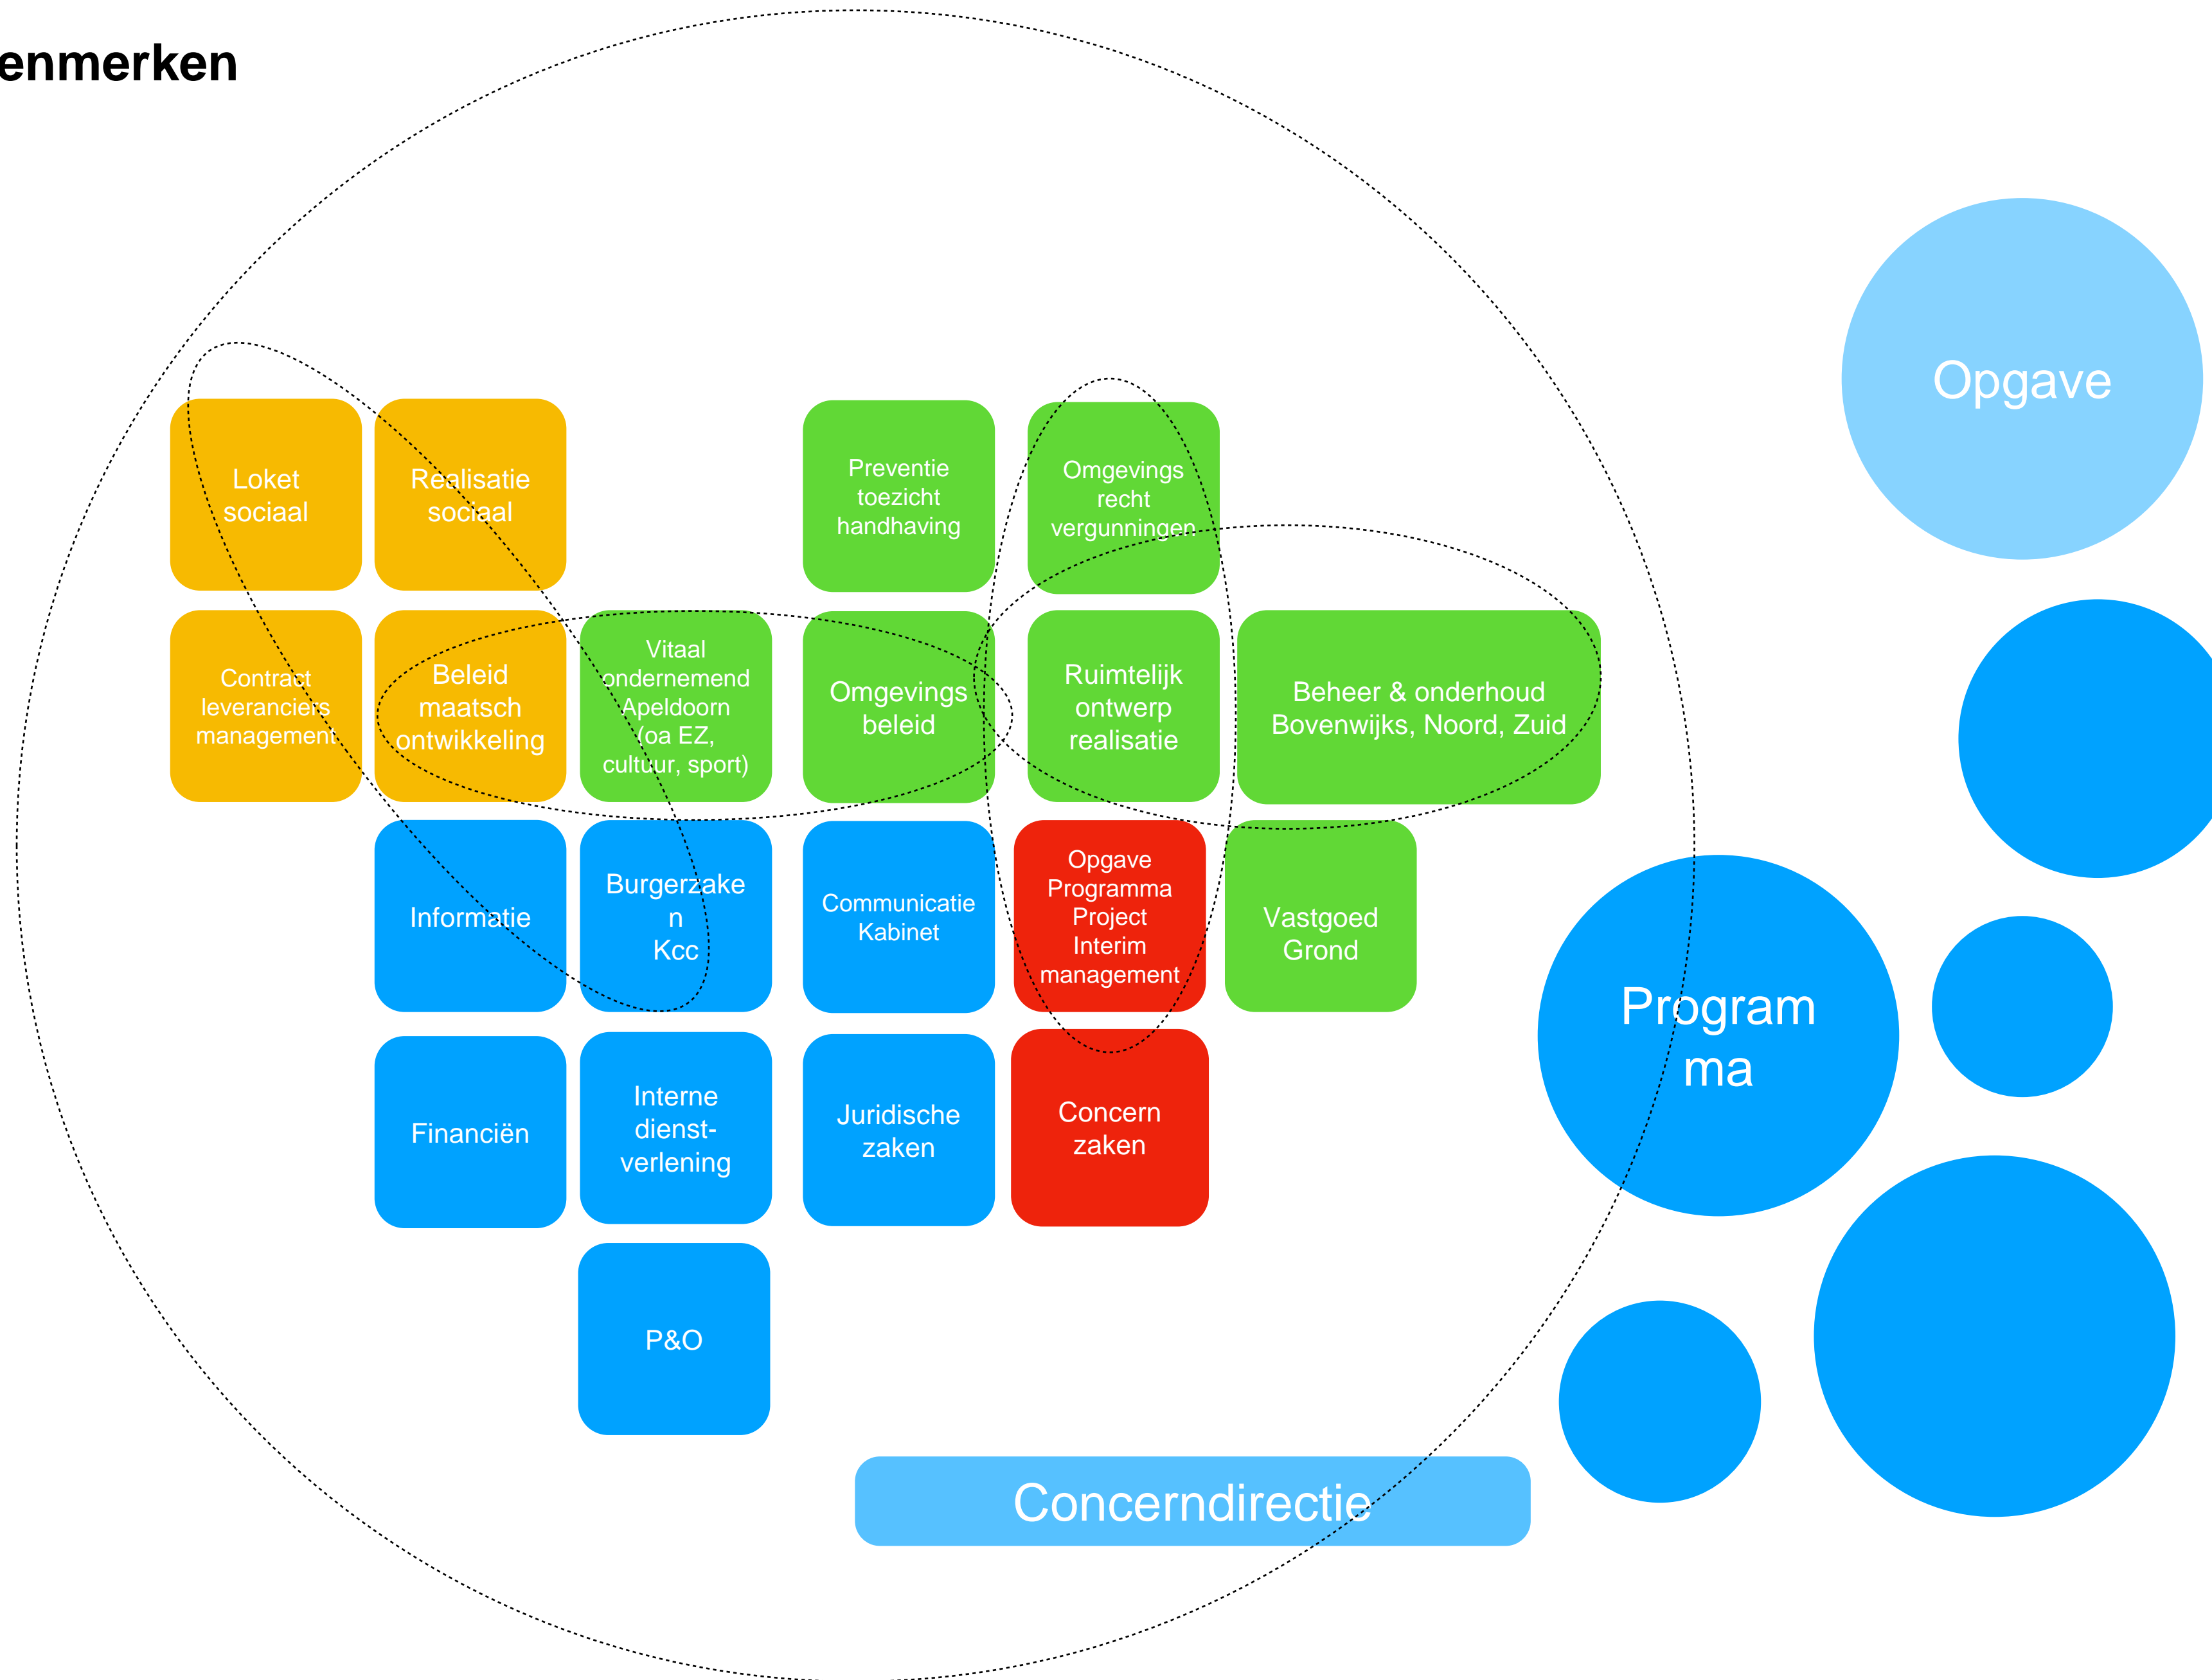 enmerken
Opgave
Loket
sociaal
Realisatie
sociaal
Preventie
toezicht
handhaving
Omgevings
recht
vergunningen
Contract
leveranciers
management
Beleid
maatsch
ontwikkeling
Vitaal
ondernemend
Apeldoorn
(oa EZ,
cultuur, sport)
Omgevings
beleid
Ruimtelijk
ontwerp
realisatie
Beheer & onderhoud
Bovenwijks, Noord, Zuid
Informatie
Burgerzake
n
Kcc
Communicatie
Kabinet
Opgave
Programma
Project
Interim
management
Vastgoed
Grond
Program
ma
Financiën
Interne
dienst-
verlening
Juridische
zaken
Concern
zaken
P&O
Concerndirectie